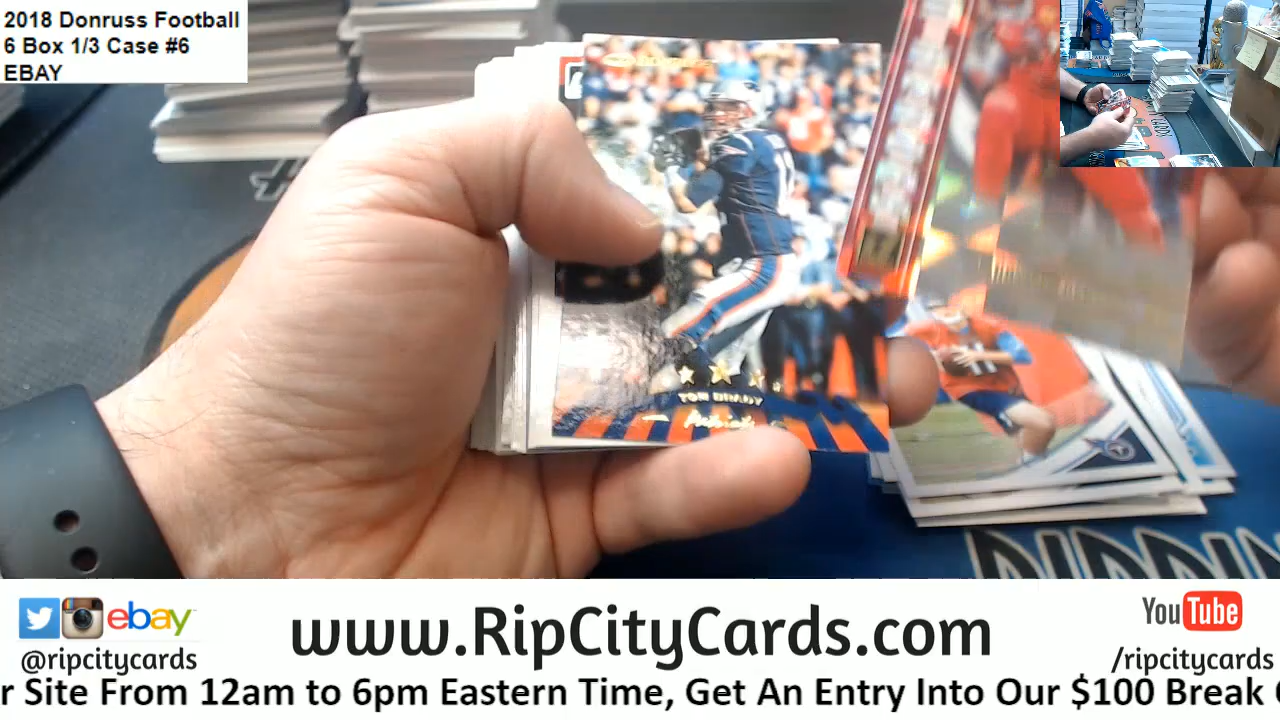 2018 Donruss Football
6 Box 1/3 Case #6
EBAY
TOM BRADY
Patriots
ebay
@ripcitycards
www.RipCityCards.com
YouTube
/ripcitycards
r Site From 12am to 6pm Eastern Time, Get An Entry Into Our $100 Break